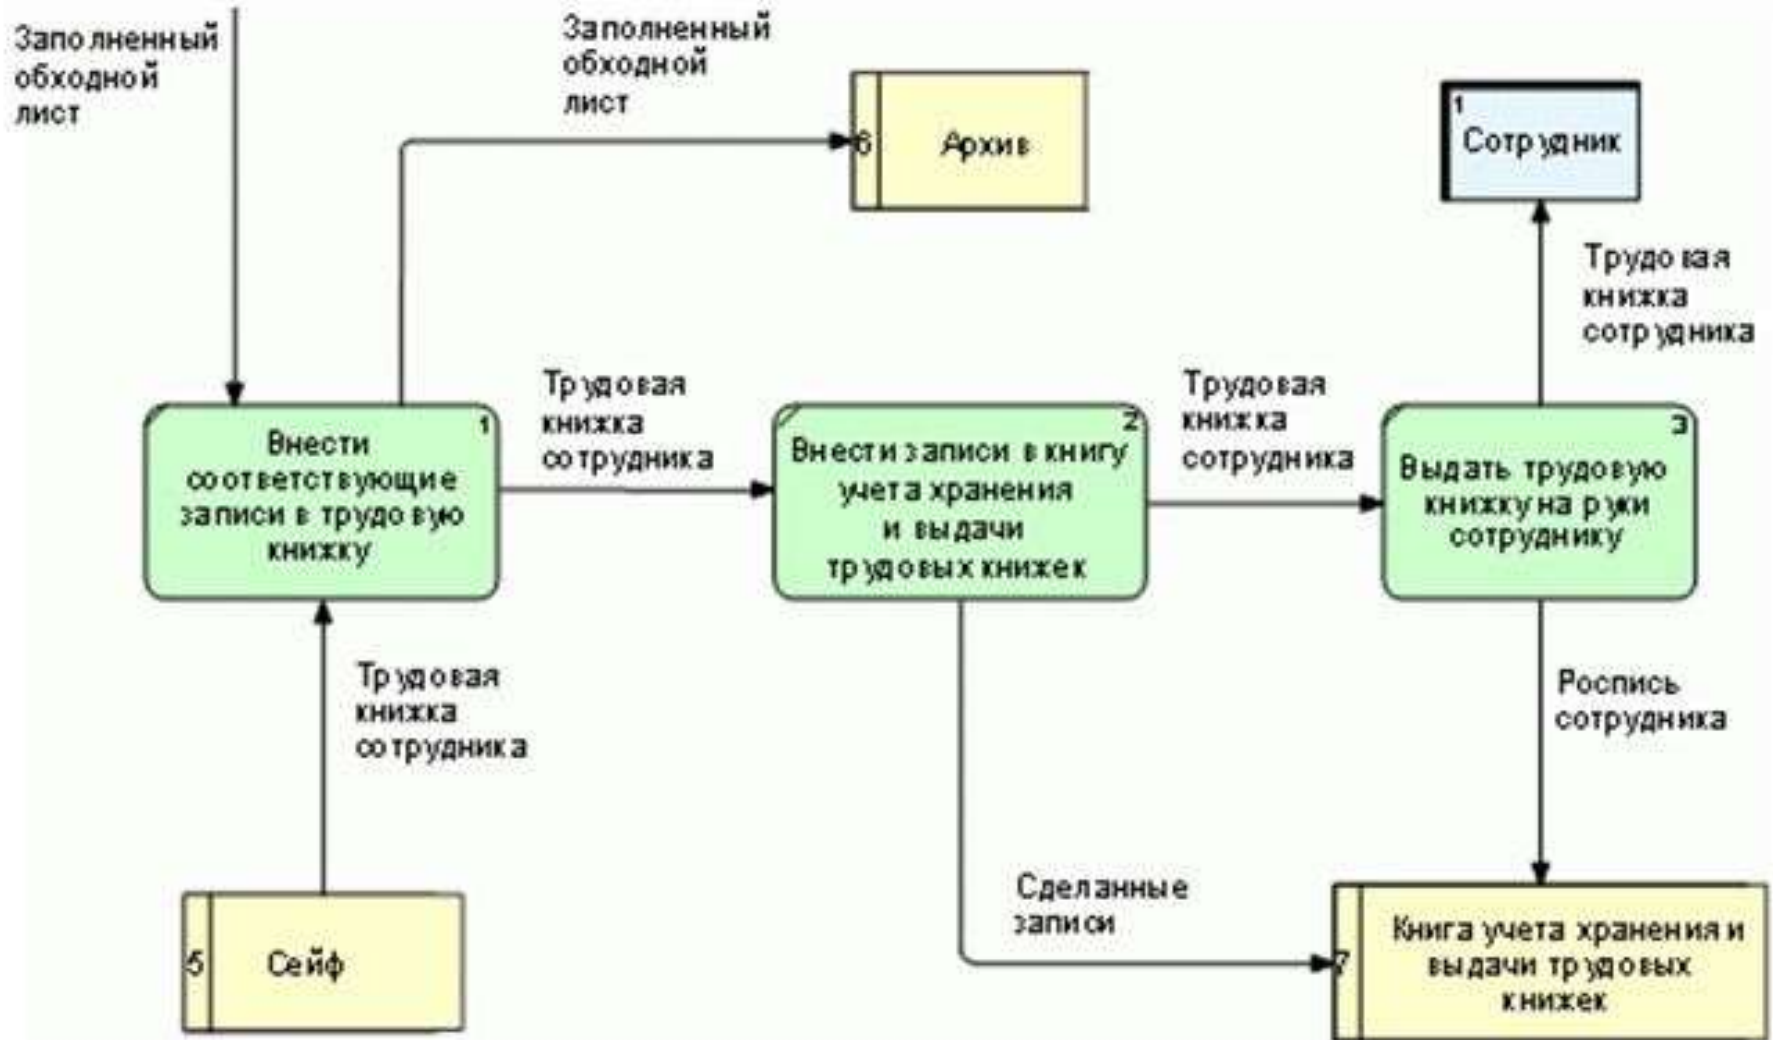 Заполненный
обходной
лист
Заполненный
обходной
лист
6
Архив
1
Сотрудник
Трудовая
книжка
сотрудника
1
Внести
соответствующие
записи в трудовую
книжку
Трудовая
книжка
сотрудника
2
Внести записи в книгу
учета хранения
и выдачи
трудовых книжек
Трудовая
книжка
сотрудника
3
Выдать трудовую
книжку на руки
сотруднику
Трудовая
книжка
сотрудника
Роспись
сотрудника
Сделанные
записи
5
Сейф
7
Книга учета хранения и
выдачи трудовых
книжек